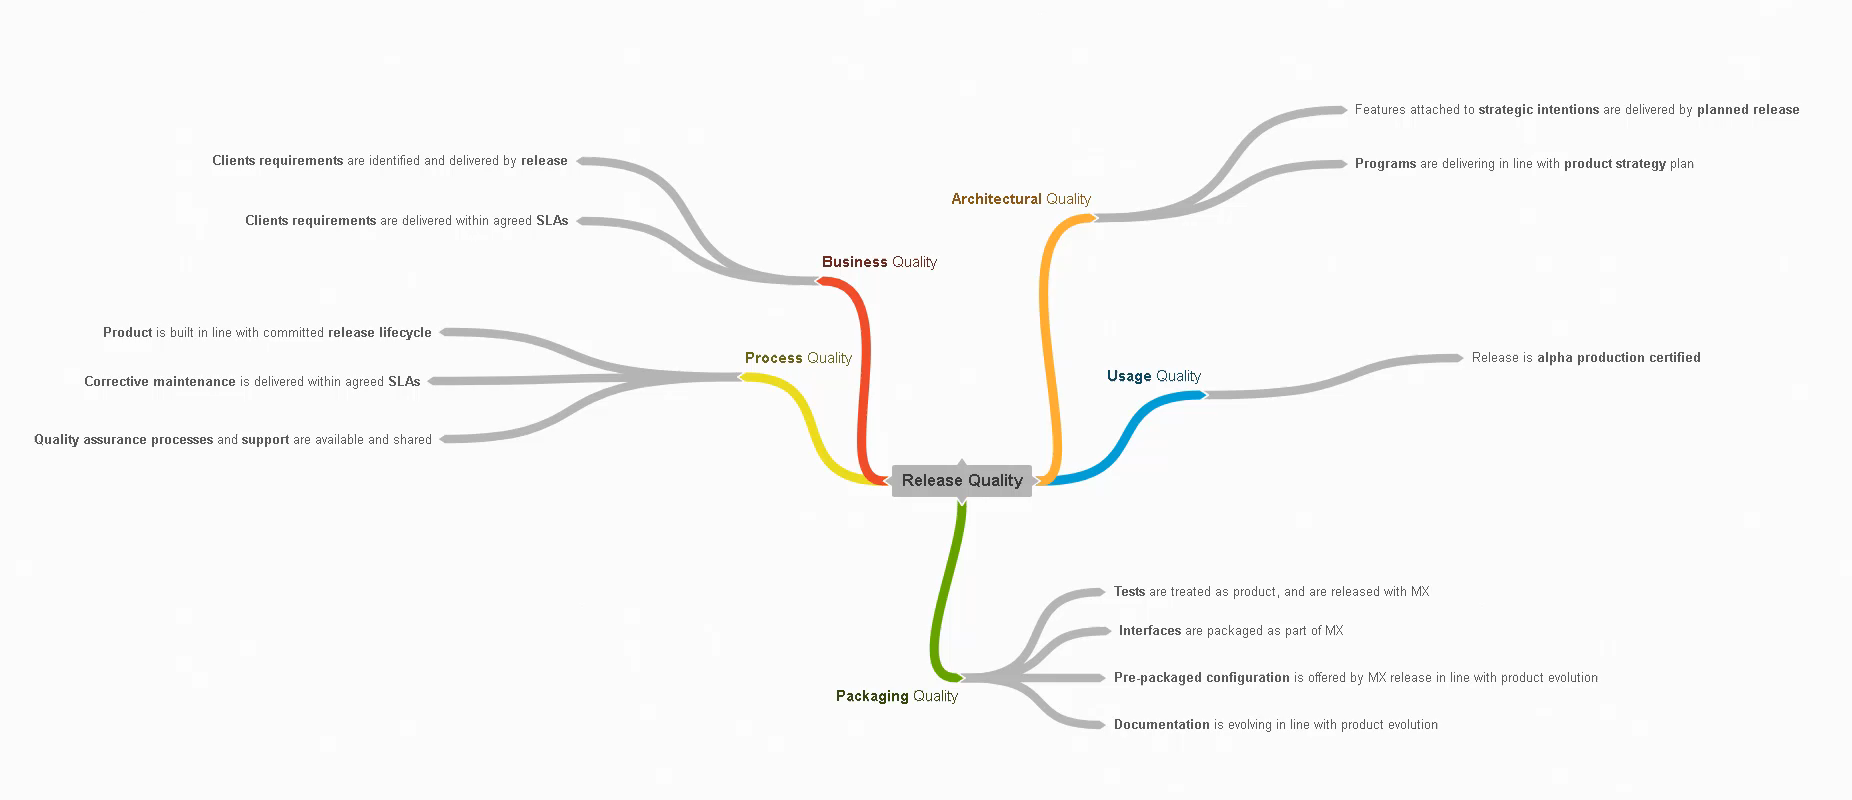 Features attached to strategic intentions are delivered by planned release
Clients requirements are identified and delivered by release
Programs are delivering in line with product strategy plan
Architectural Quality
Clients requirements are delivered within agreed SLAs
Business Quality
Product is built in line with committed release lifecycle
Process Quality
Release is alpha production certified
Usage Quality
Corrective maintenance is delivered within agreed SLAs
Quality assurance processes and support are available and shared
Release Quality
Tests are treated as product, and are released with MX
Interfaces are packaged as part of MX
Pre-packaged configuration is offered by MX release in line with product evolution
Packaging Quality
Documentation is evolving in line with product evolution